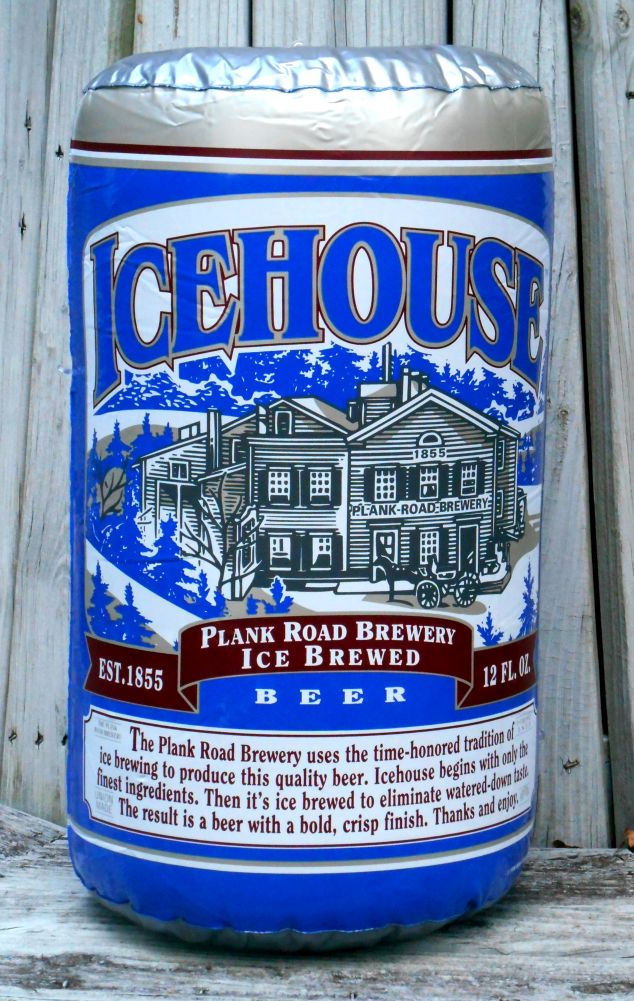 ICEHOUSE
1855
PLANK-ROAD-BREWERY
PLANK ROAD BREWERY
ICE BREWED
EST.1855
12 FL. OZ.
BEER
The Plank Road Brewery uses the time-honored tradition of
ice brewing to produce this quality beer. Icehouse begins with only the
finest ingredients. Then it's ice brewed to eliminate watered-down taste.
The result is a beer with a bold, crisp finish. Thanks and enjoy.